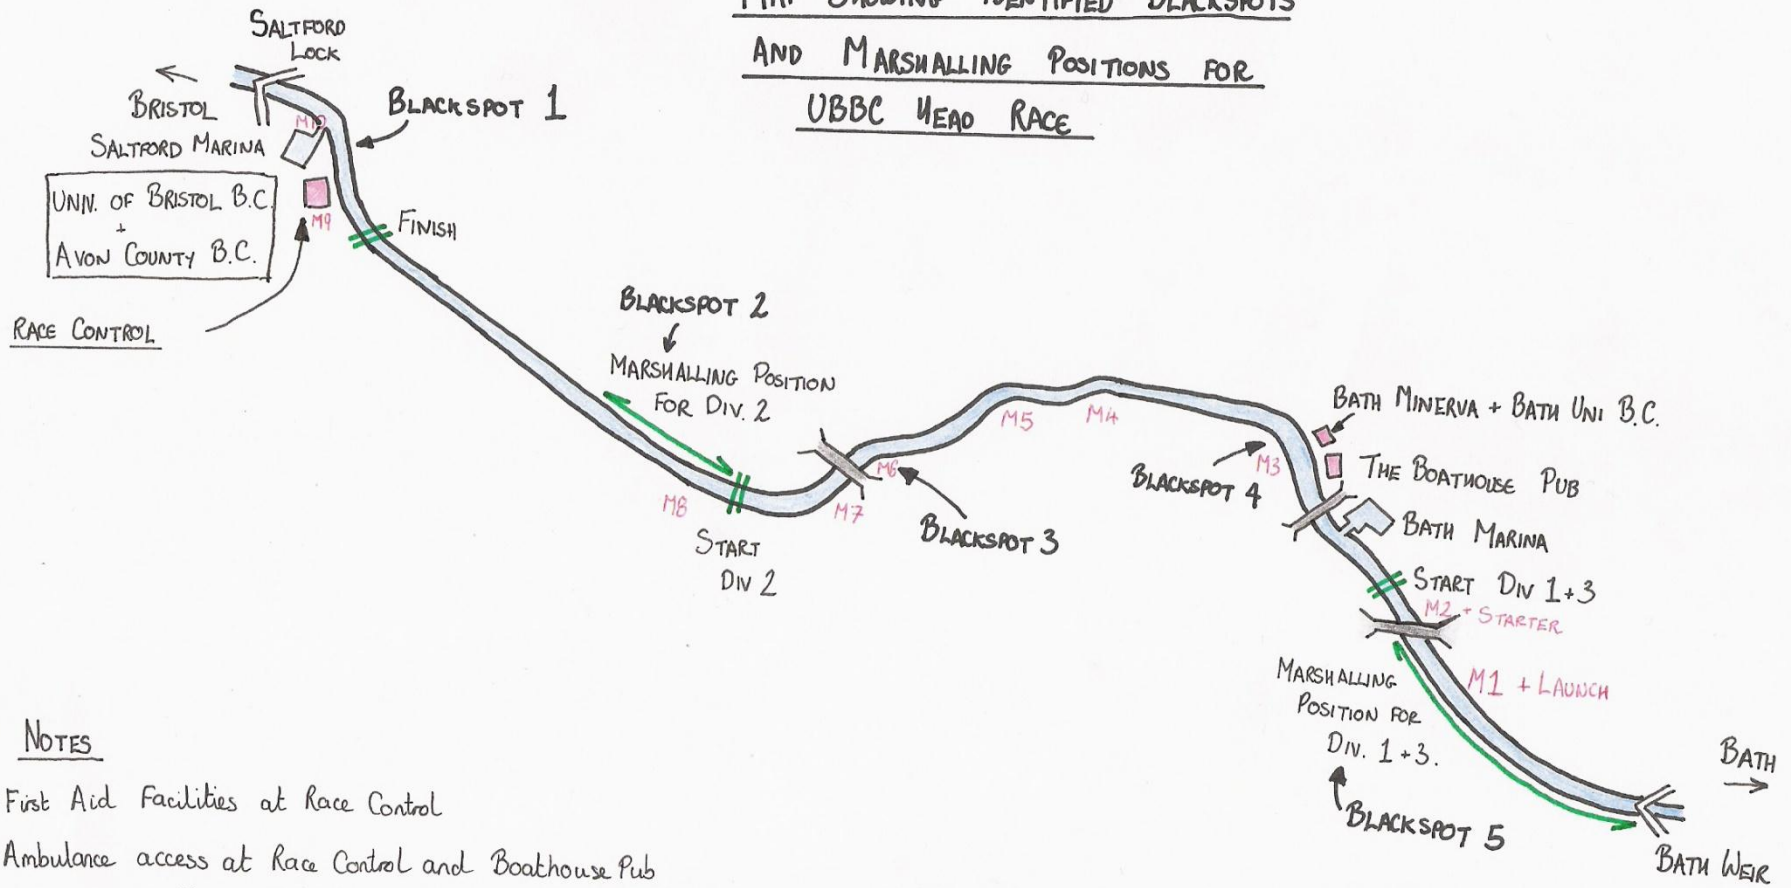 MAP SHOWING IDENTIFIED BLACKSPOTS
AND MARSHALLING POSITIONS FOR
UBBC HEAD RACE
SALTFORD
LOCK
BRISTOL
BLACKSPOT 1
M10
SALTFORD MARINA
UNIV. OF BRISTOL B.C.
+
AVON COUNTY B.C.
M9
FINISH
RACE CONTROL
BLACKSPOT 2
MARSHALLING POSITION
FOR DIV. 2
M8
START
DIV 2
M7
M6
BLACKSPOT 3
M5
M4
BLACKSPOT 4
M3
BATH MINERVA + BATH UNI B.C.
THE BOATHOUSE PUB
BATH MARINA
START DIV 1+3
M2 + STARTER
M1 + LAUNCH
MARSHALLING
POSITION FOR
DIV. 1+3.
BLACKSPOT 5
BATH
BATH WEIR
NOTES
First Aid Facilities at Race Control
Ambulance access at Race Control and Boathouse Pub